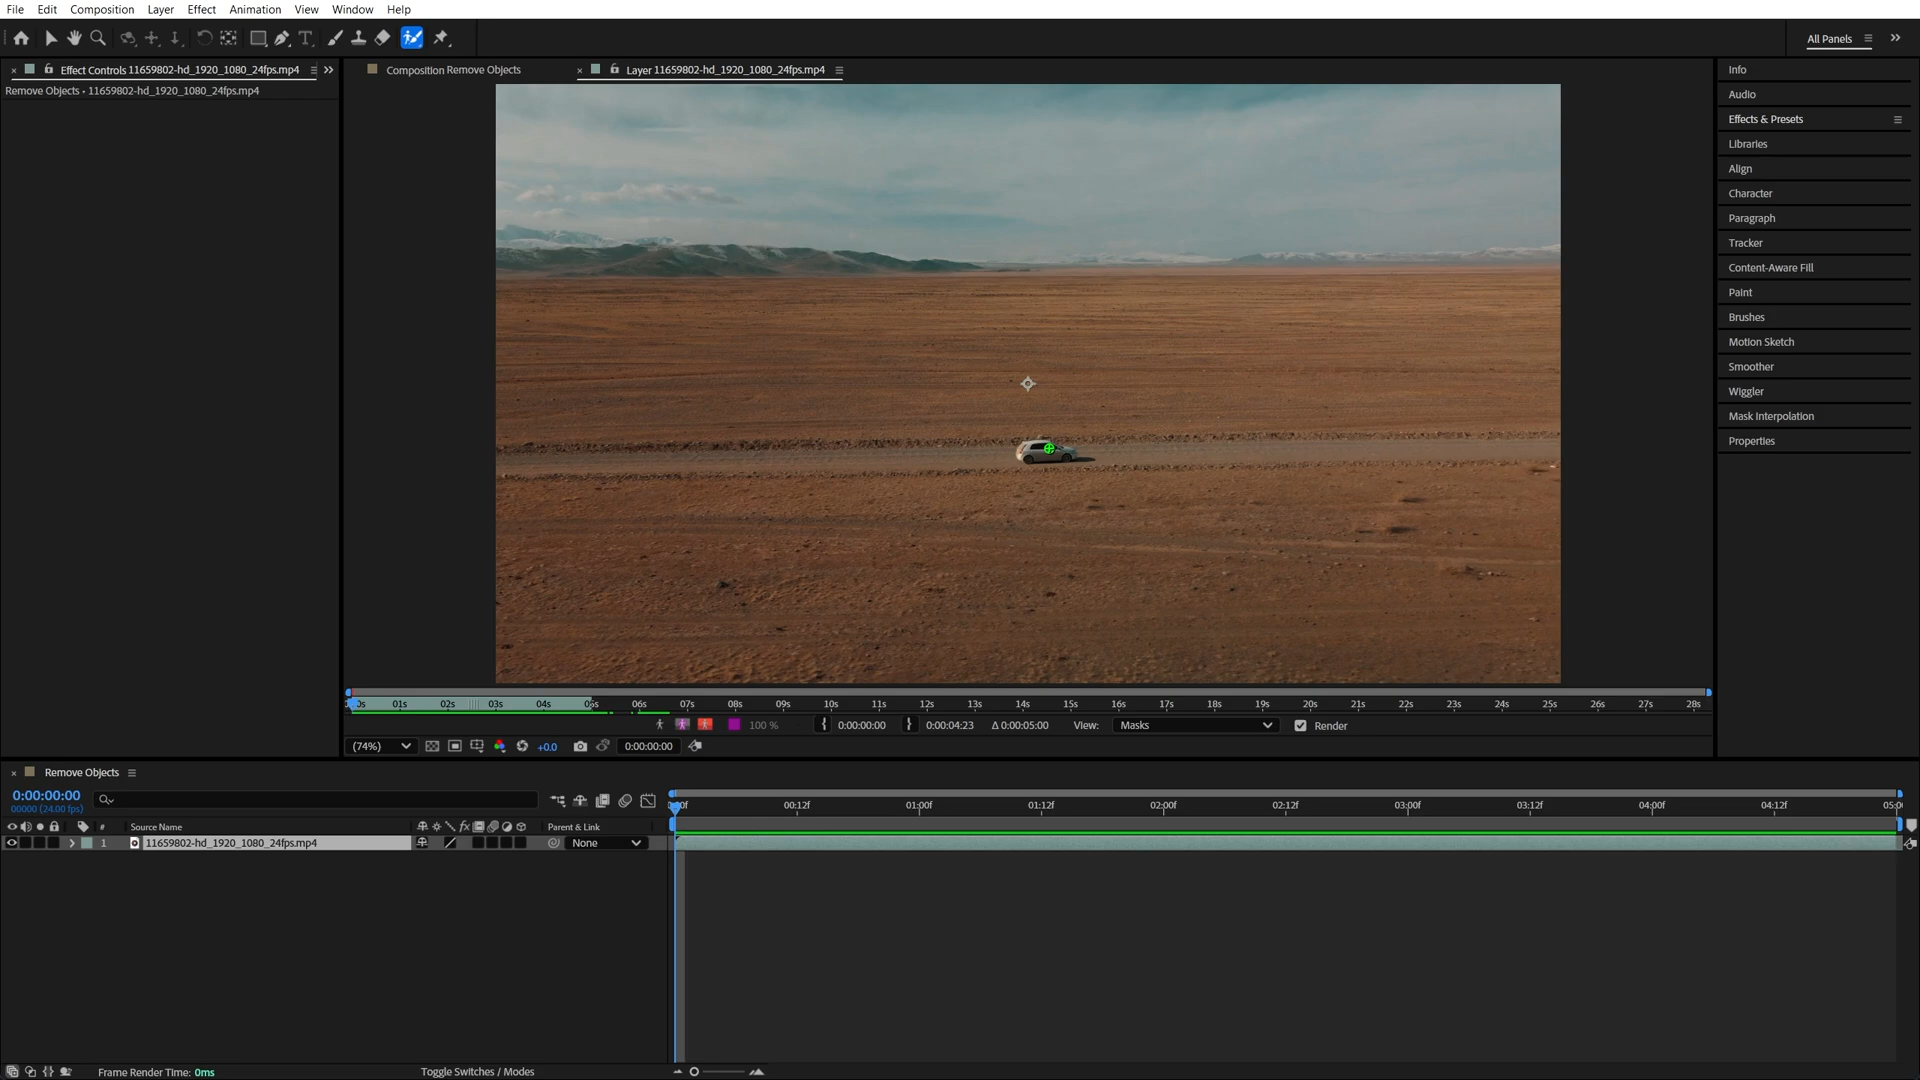 File Edit Composition Layer Effect Animation View Window Help
All Panels
Effect Controls 11659802-hd_1920_1080_24fps.mp4
Composition Remove Objects
Layer 11659802-hd_1920_1080_24fps.mp4
Remove Objects • 11659802-hd_1920_1080_24fps.mp4
Info
Audio
Effects & Presets
Libraries
Align
Character
Paragraph
Tracker
Content-Aware Fill
Paint
Brushes
Motion Sketch
Smoother
Wiggler
Mask Interpolation
Properties
01s 02s 03s 04s 05s 06s 07s 08s 09s 10s 11s 12s 13s 14s 15s 16s 17s 18s 19s 20s 21s 22s 23s 24s 25s 26s 27s 28s
100 % 0:00:00:00 0:00:04:23 Δ 0:00:05:00 View: Masks Render
(74%) +0.0 0:00:00:00
Remove Objects
0:00:00:00
00000 (24.00 fps)
00:12f 01:00f 01:12f 02:00f 02:12f 03:00f 03:12f 04:00f 04:12f
# Source Name fx Parent & Link
1 11659802-hd_1920_1080_24fps.mp4 None
Frame Render Time: 0ms Toggle Switches / Modes